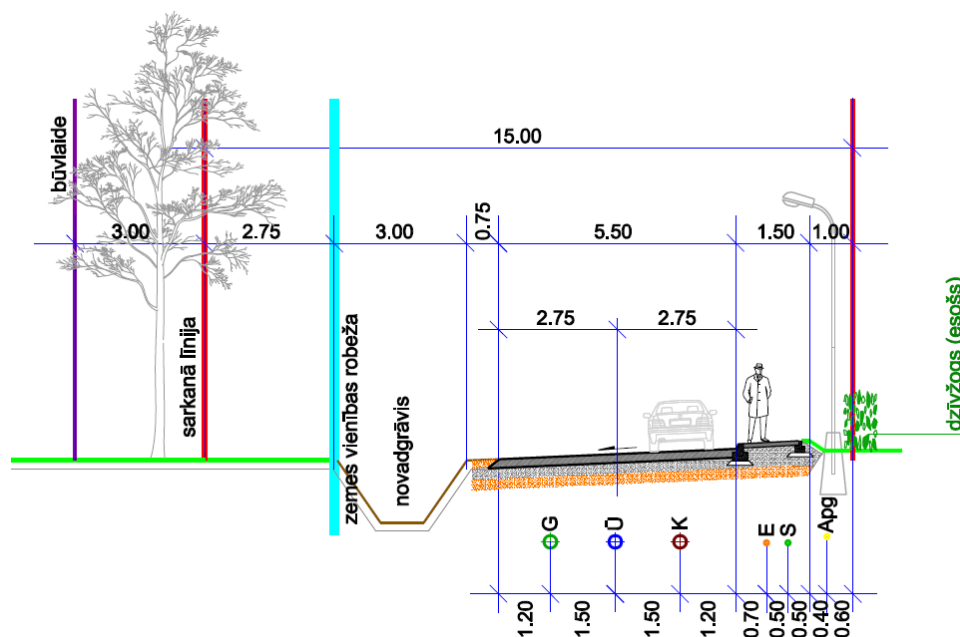 15.00
būvlaide
3.00
2.75
3.00
0.75
5.50
1.50
1.00
2.75
2.75
sarkanā līnija
zemes vienības robeža
novadgrāvis
dzīvžogs (esošs)
G
Ū
K
E
S
Apg
1.20
1.50
1.50
1.20
0.70
0.50
0.50
0.40
0.60